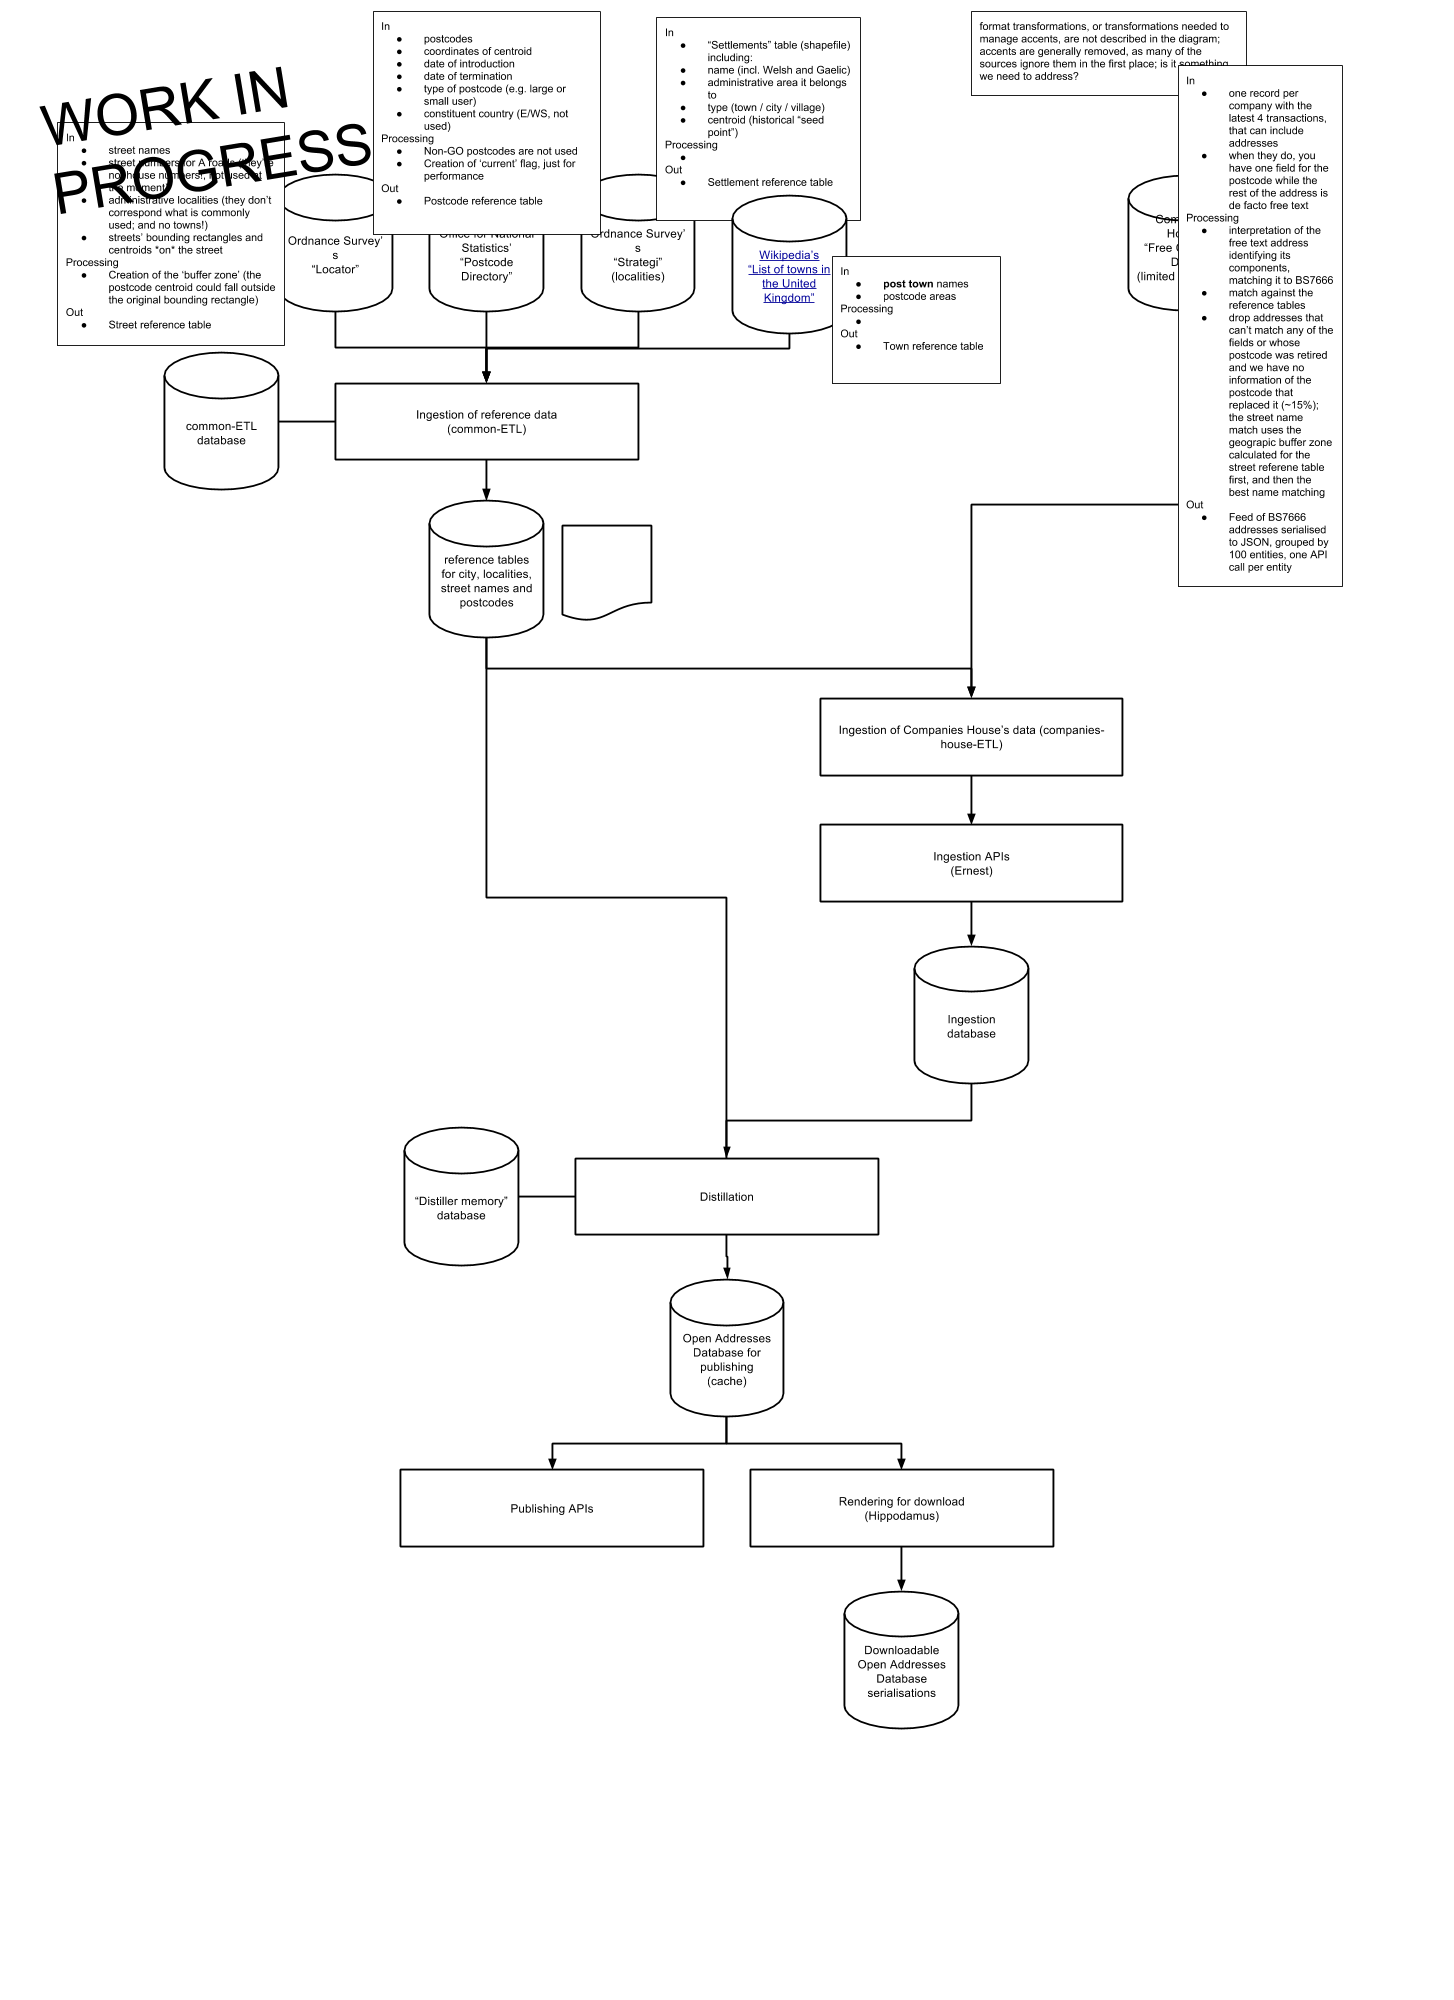 WORK IN
PROGRESS
In
● street names
● street numbers for A roads (they're
no house numbers!, not used at
the moment)
● administrative localities (they don't
correspond what is commonly
used; and no towns!)
● streets' bounding rectangles and
centroids *on* the street
Processing
● Creation of the 'buffer zone' (the
postcode centroid could fall outside
the original bounding rectangle)
Out
● Street reference table
In
● postcodes
● coordinates of centroid
● date of introduction
● date of termination
● type of postcode (e.g. large or
small user)
● constituent country (E/WS, not
used)
Processing
● Non-GO postcodes are not used
● Creation of 'current' flag, just for
performance
Out
● Postcode reference table
In
● “Settlements” table (shapefile)
including:
● name (incl. Welsh and Gaelic)
● administrative area it belongs
to
● type (town / city / village)
● centroid (historical “seed
point”)
Processing
●
Out
● Settlement reference table
format transformations, or transformations needed to
manage accents, are not described in the diagram;
accents are generally removed, as many of the
sources ignore them in the first place; is it something
we need to address?
In
● one record per
company with the
latest 4 transactions,
that can include
addresses
● when they do, you
have one field for the
postcode while the
rest of the address is
de facto free text
Processing
● interpretation of the
free text address
identifying its
components,
matching it to BS7666
● match against the
reference tables
● drop addresses that
can't match any of the
fields or whose
postcode was retired
and we have no
information of the
postcode that
replaced it (~15%);
the street name
match uses the
geograpic buffer zone
calculated for the
street referene table
first, and then the
best name matching
Out
● Feed of BS7666
addresses serialised
to JSON, grouped by
100 entities, one API
call per entity
Ordnance Survey'
s
“Locator”
Office for National
Statistics'
“Postcode
Directory”
Ordnance Survey'
s
“Strategi”
(localities)
Wikipedia's
“List of towns in
the United
Kingdom”
In
● post town names
● postcode areas
Processing
●
Out
● Town reference table
“Free
(limited
common-ETL
database
Ingestion of reference data
(common-ETL)
reference tables
for city, localities,
street names and
postcodes
Ingestion of Companies House's data (companies-
house-ETL)
Ingestion APIs
(Ernest)
Ingestion
database
“Distiller memory”
database
Distillation
Open Addresses
Database for
publishing
(cache)
Publishing APIs
Rendering for download
(Hippodamus)
Downloadable
Open Addresses
Database
serialisations